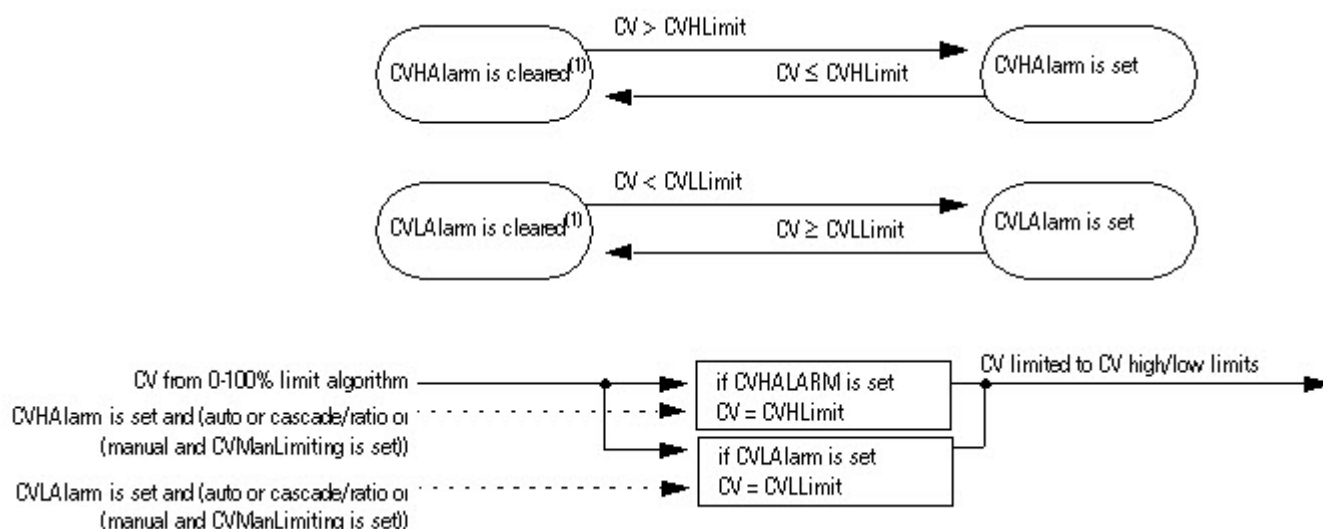 CV > CVHLimit
CVHAlarm is cleared(1)
CV ≤ CVHLimit
CVHAlarm is set
CV < CVLLimit
CVLAlarm is cleared(1)
CV ≥ CVLLimit
CVLAlarm is set
CV from 0-100% limit algorithm
if CVHALARM is set
CV = CVHLimit
CV limited to CV high/low limits
CVHAlarm is set and (auto or cascade/ratio or
(manual and CVManLimiting is set))
if CVLAlarm is set
CV = CVLLimit
CVLAlarm is set and (auto or cascade/ratio or
(manual and CVManLimiting is set))